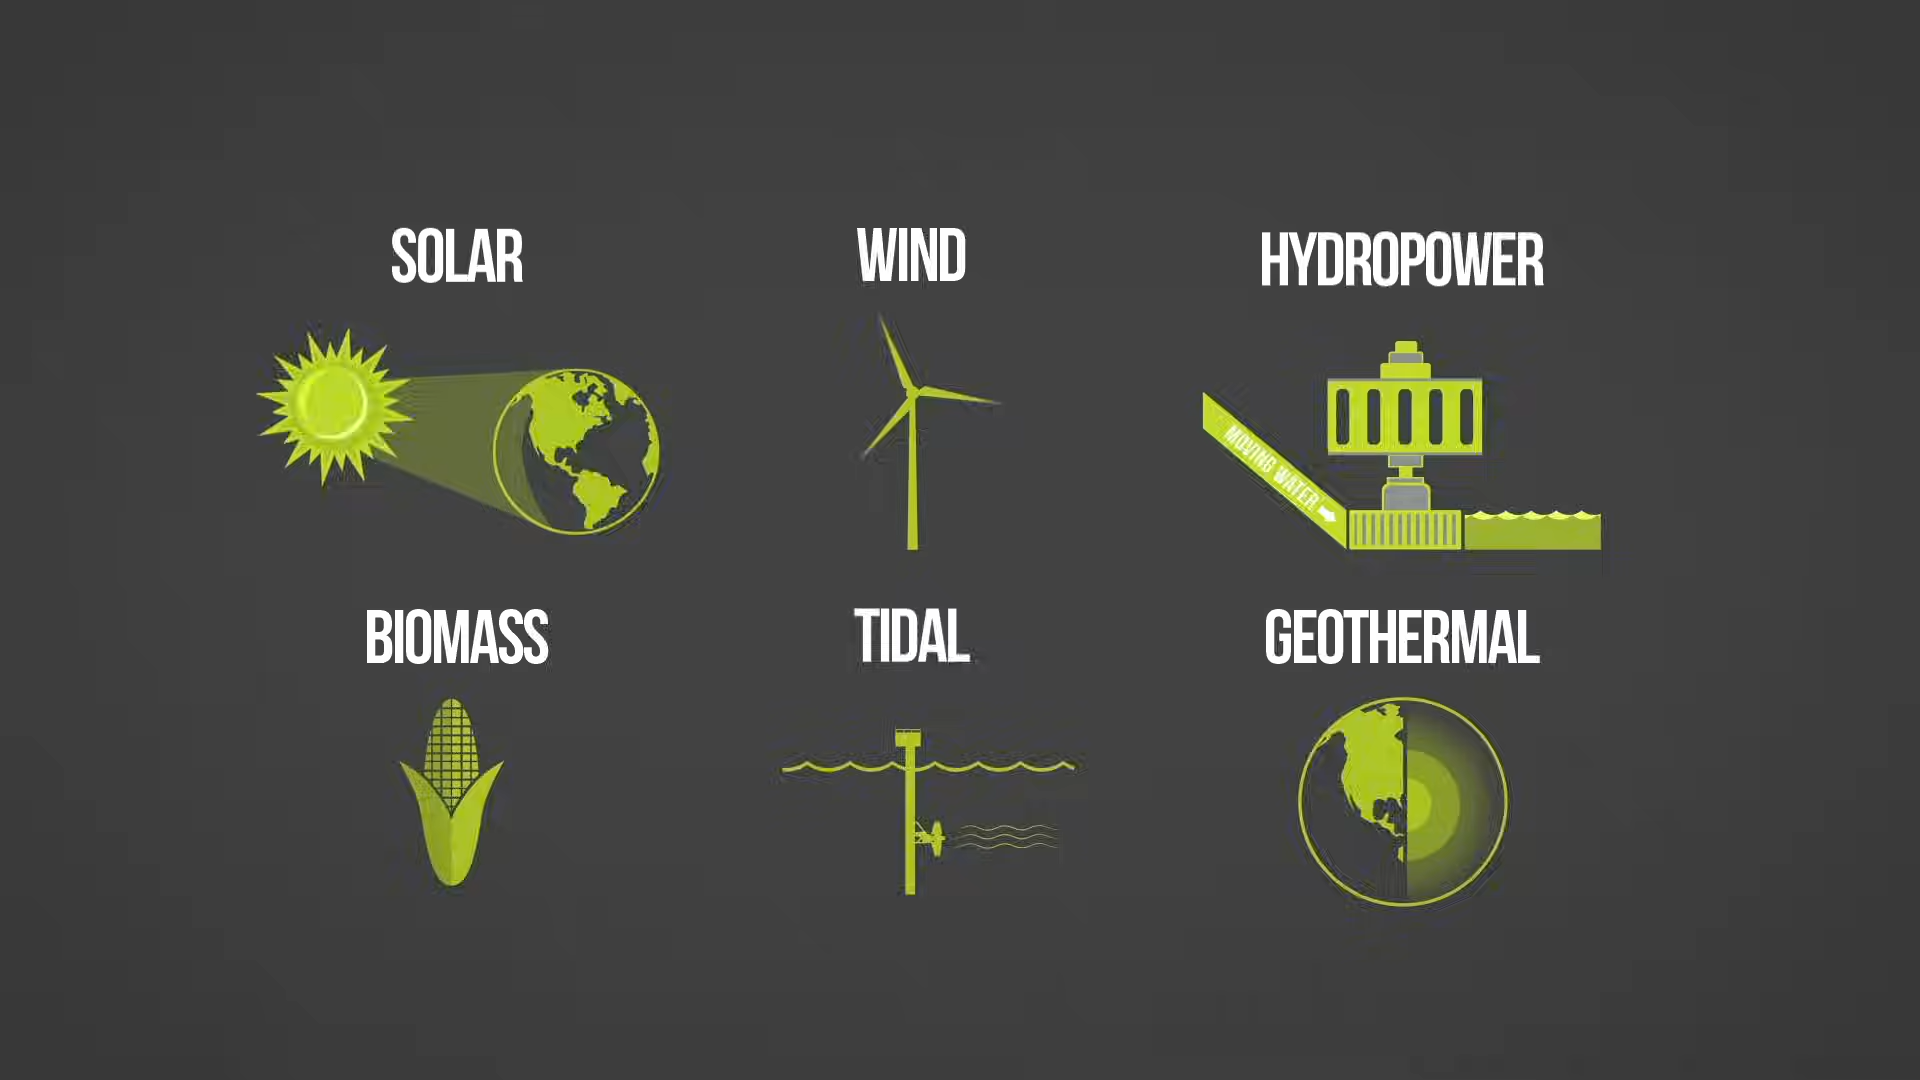 SOLAR
WIND
HYDROPOWER
MOVING WATER
BIOMASS
TIDAL
GEOTHERMAL